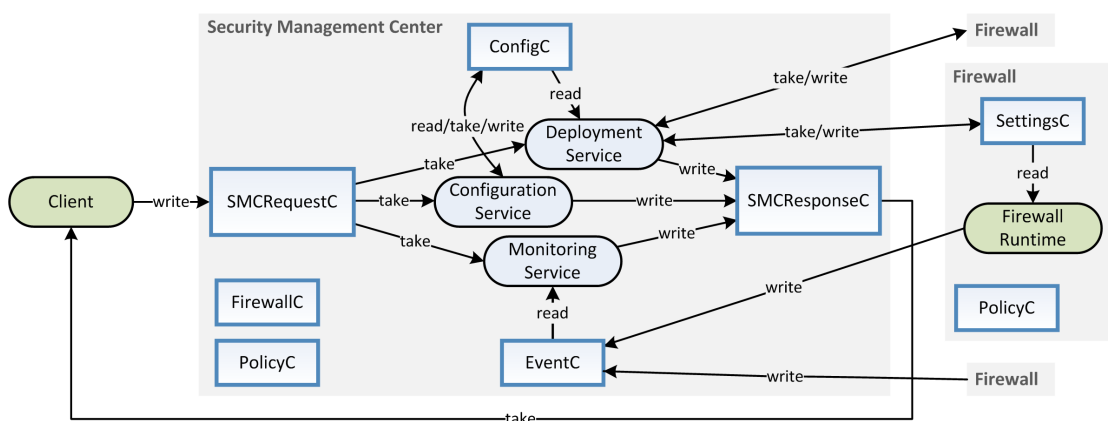 Security Management Center
Firewall
ConfigC
take/write
Firewall
read
read/take/write
Deployment
Service
take/write
SettingsC
take
write
read
Client
write
SMCRequestC
take
Configuration
Service
write
SMCResponseC
Firewall
Runtime
take
Monitoring
Service
write
FirewallC
read
write
PolicyC
PolicyC
EventC
write
Firewall
take